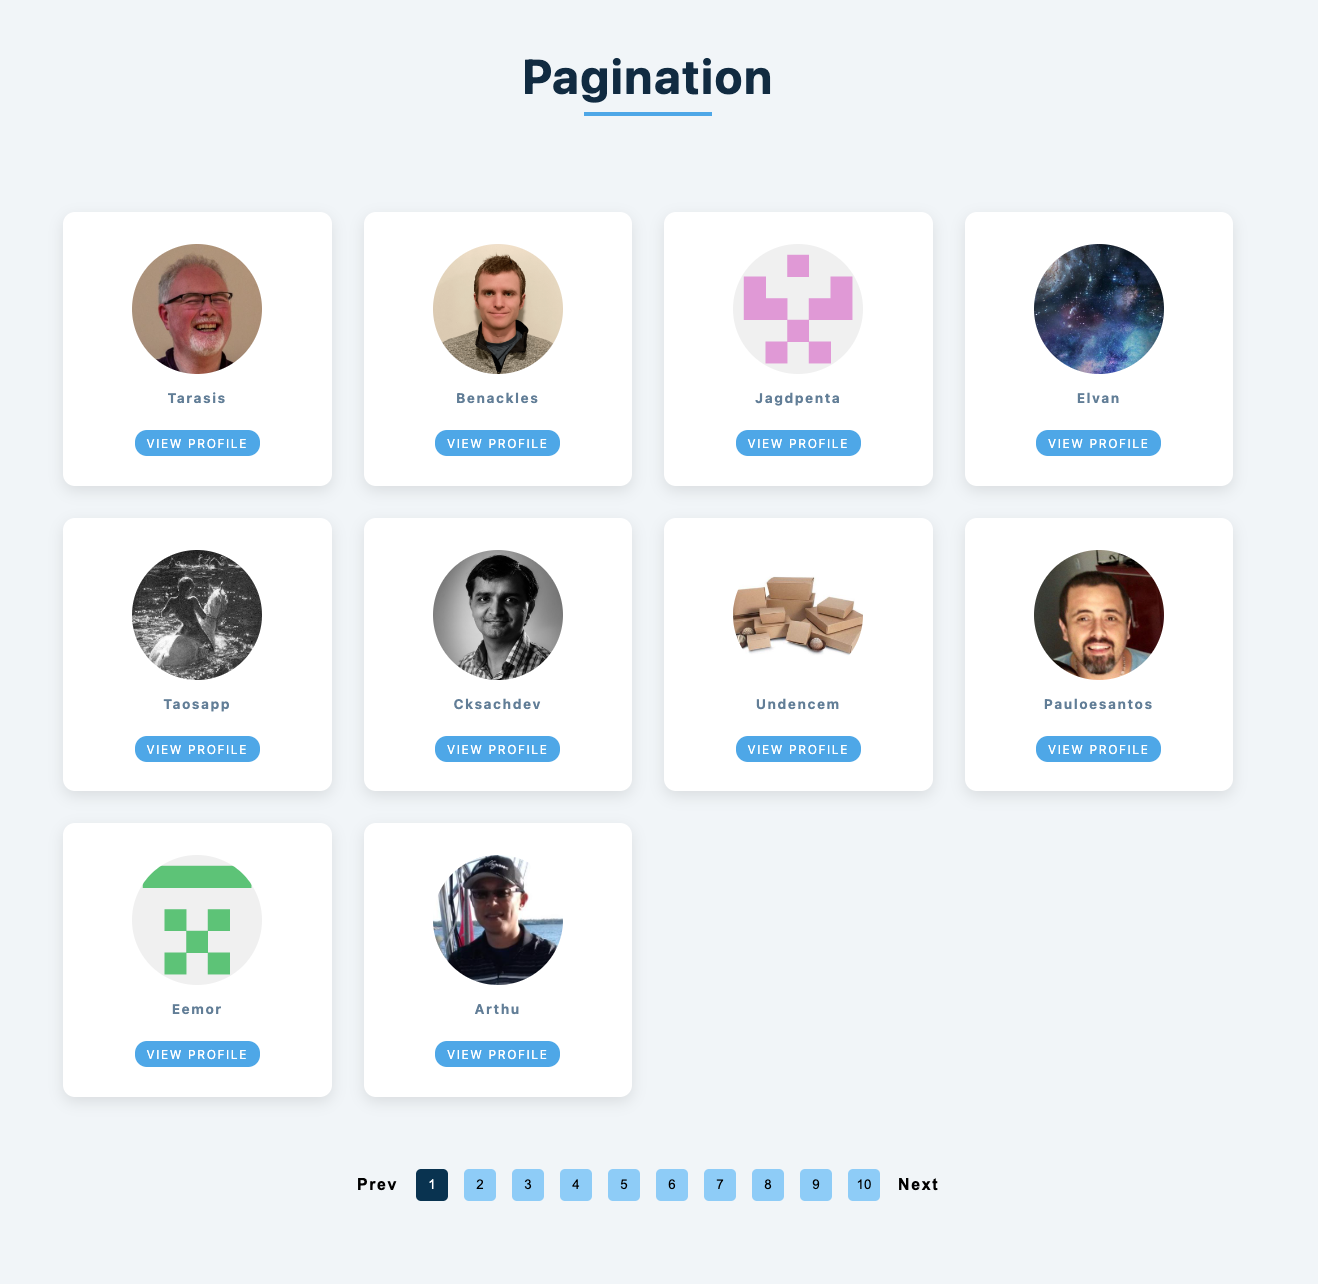 Pagination
Tarasis
VIEW PROFILE
Benackles
VIEW PROFILE
Jagdpenta
VIEW PROFILE
Elvan
VIEW PROFILE
Taosapp
VIEW PROFILE
Cksachdev
VIEW PROFILE
Undencem
VIEW PROFILE
Pauloesantos
VIEW PROFILE
Eemor
VIEW PROFILE
Arthu
VIEW PROFILE
Prev 1 2 3 4 5 6 7 8 9 10 Next